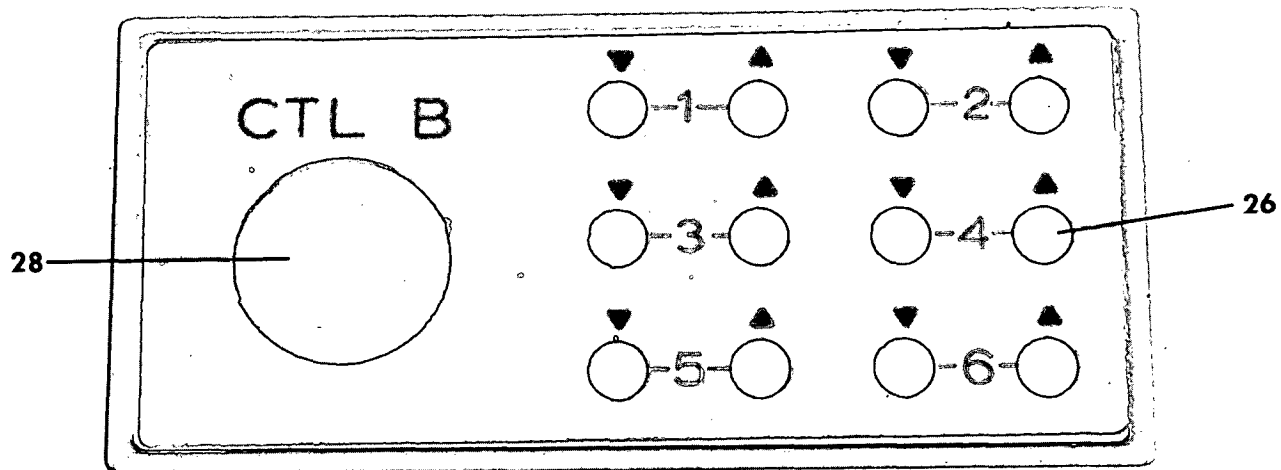 CTL B
▼ ▲ ▼ ▲
-1- -2-
▼ ▲ ▼ ▲
-3- -4-
26
28
▼ ▲ ▼ ▲
-5- -6-